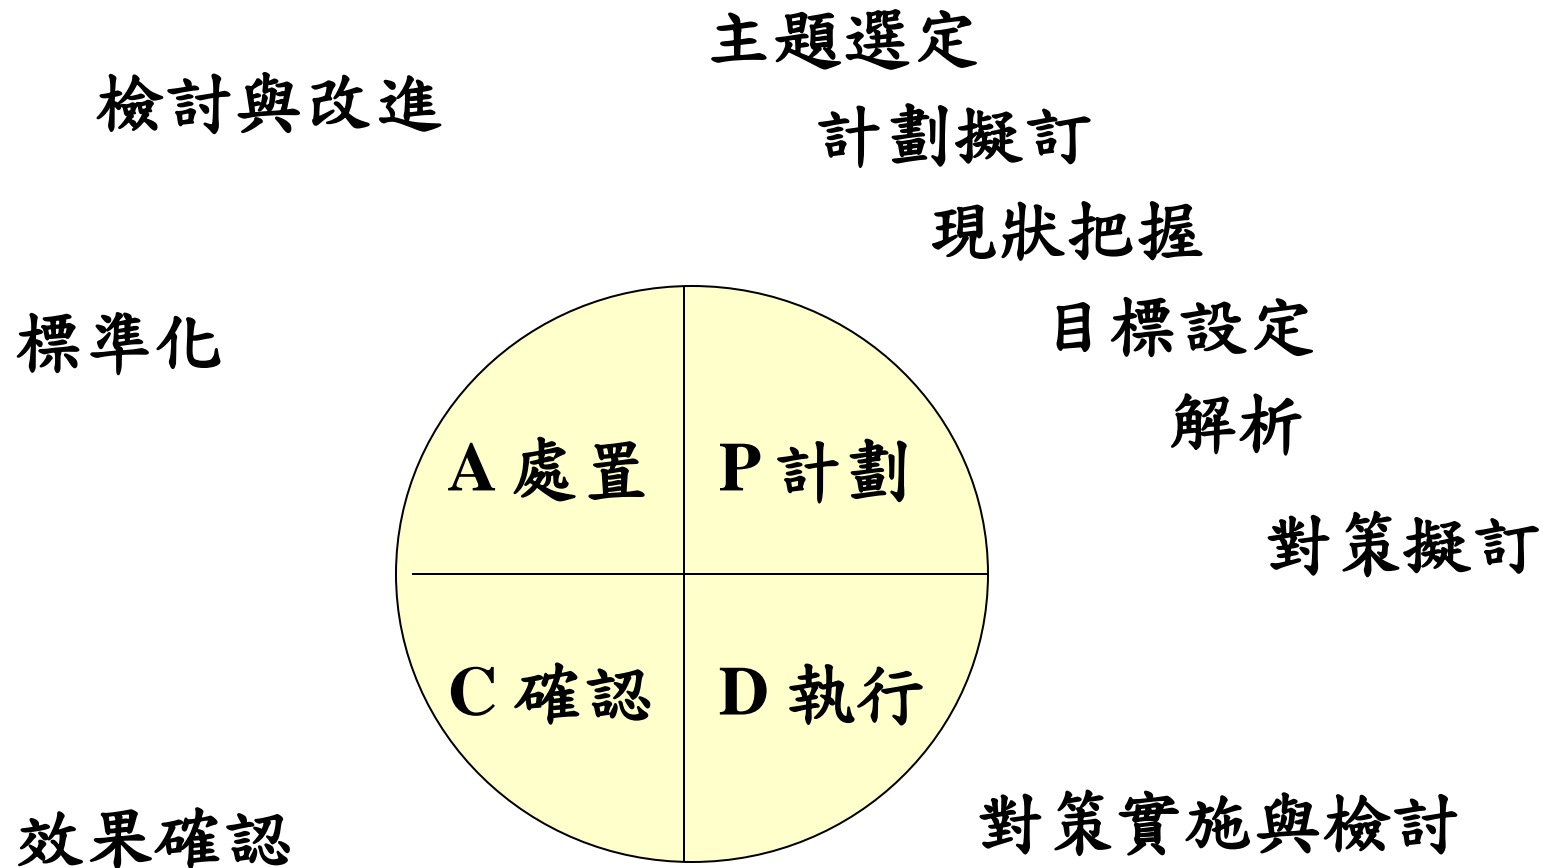 主題選定
檢討與改進
計劃擬訂
現狀把握
目標設定
標準化
解析
A 處置
P 計劃
對策擬訂
C 確認
D 執行
對策實施與檢討
效果確認